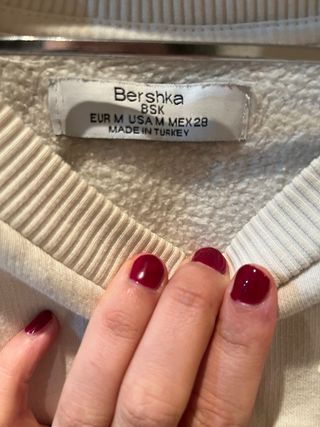 Bershka
BSK
EUR M USA M MEX 28
MADE IN TURKEY